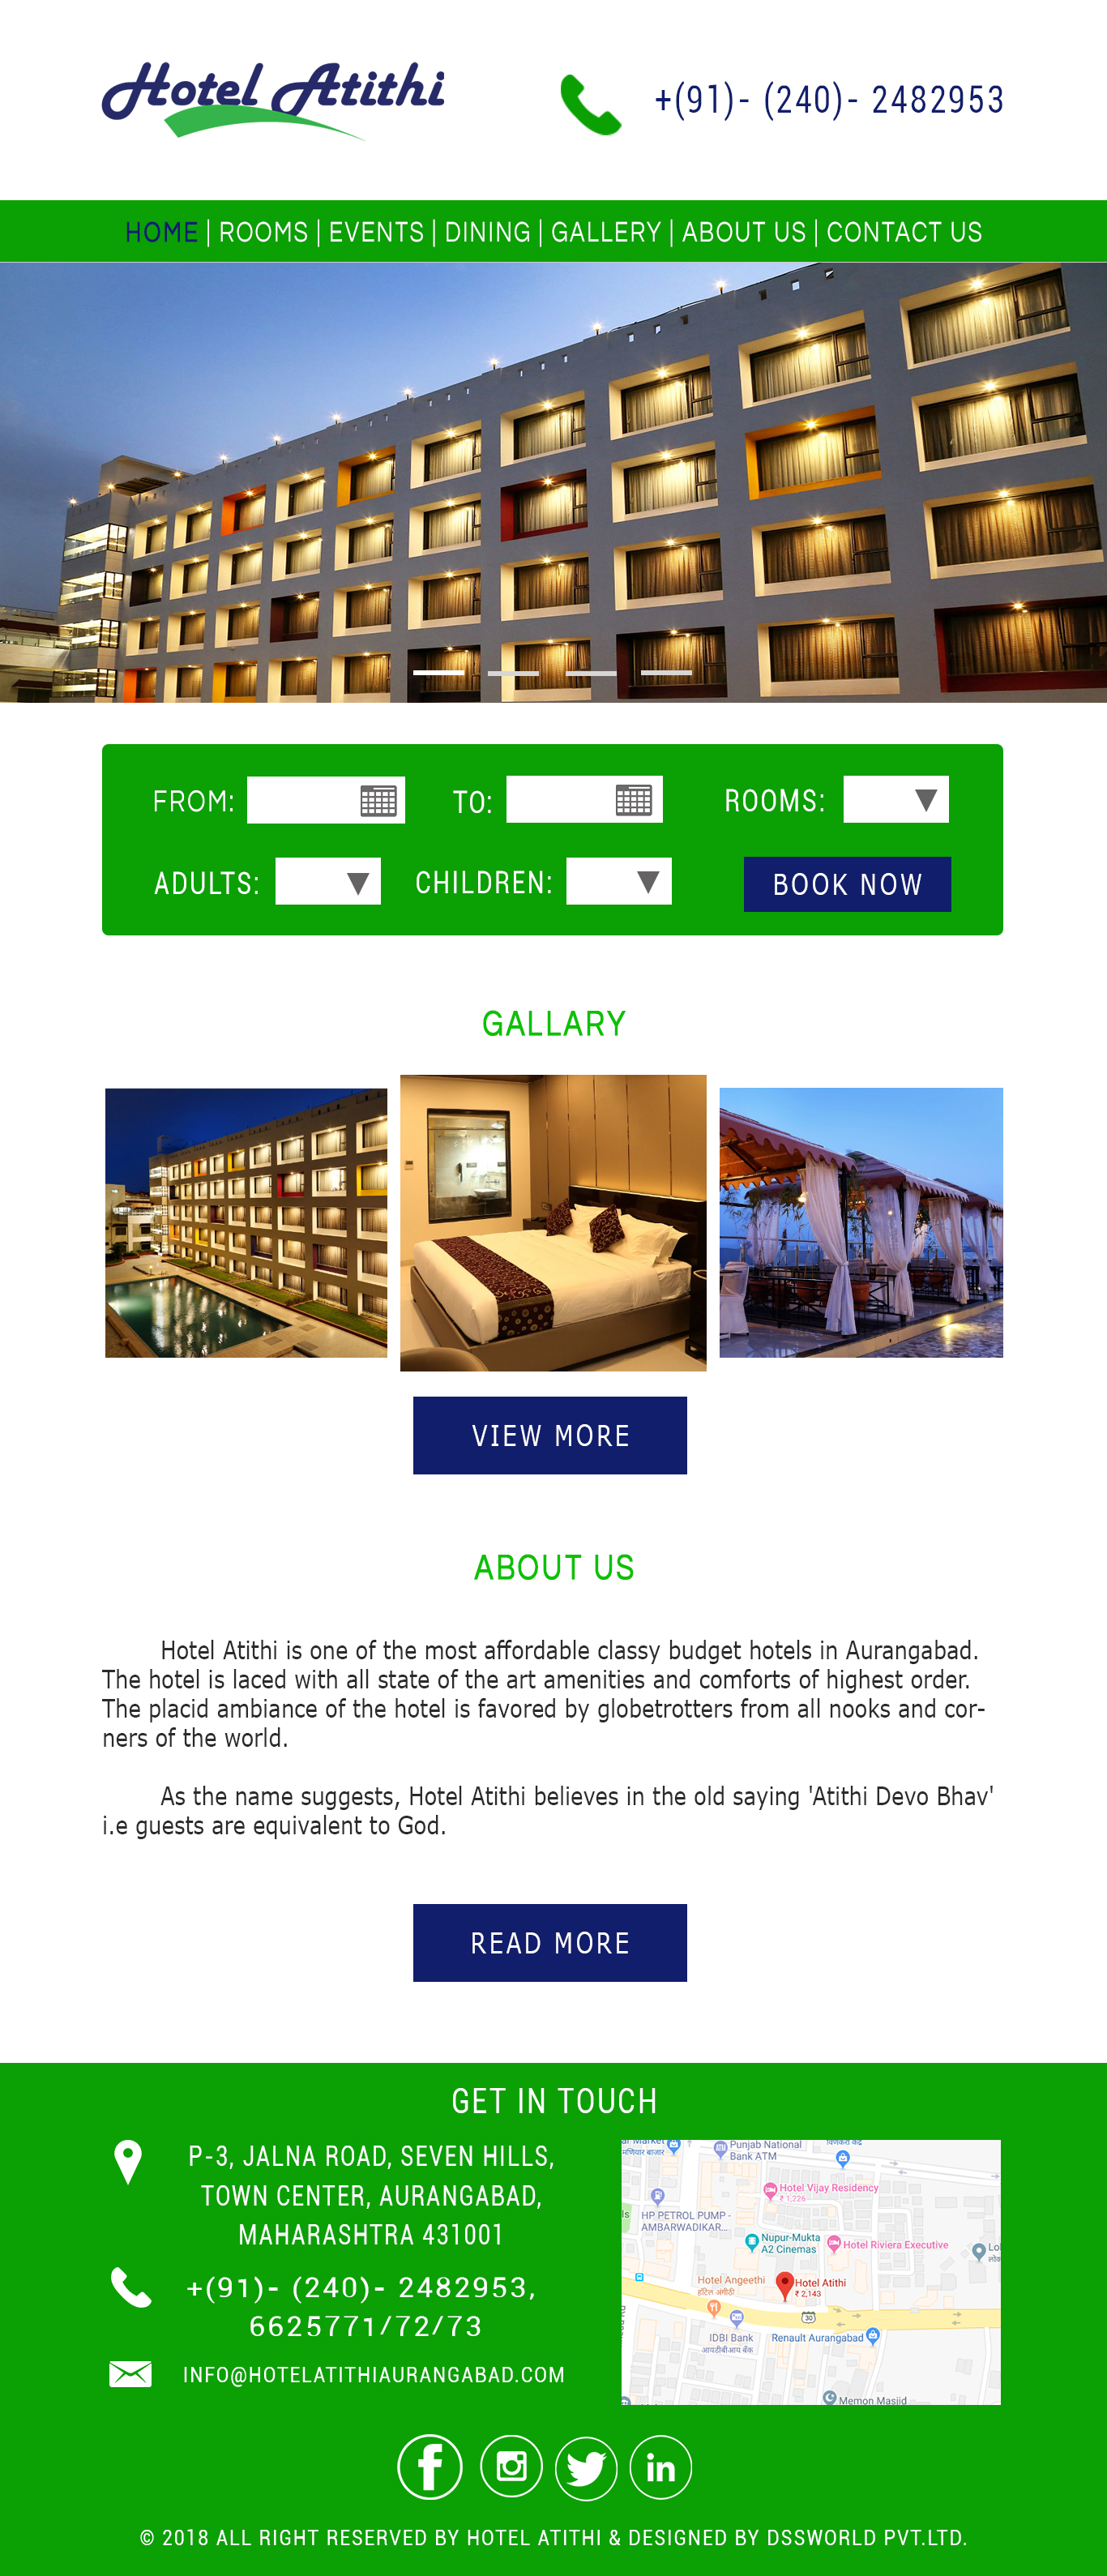 Hotel Atithi
+(91)- (240)- 2482953
HOME | ROOMS | EVENTS | DINING | GALLERY | ABOUT US | CONTACT US
FROM:
TO:
ROOMS:
ADULTS:
CHILDREN:
BOOK NOW
GALLARY
VIEW MORE
ABOUT US
Hotel Atithi is one of the most affordable classy budget hotels in Aurangabad.
The hotel is laced with all state of the art amenities and comforts of highest order.
The placid ambiance of the hotel is favored by globetrotters from all nooks and cor-
ners of the world.
As the name suggests, Hotel Atithi believes in the old saying 'Atithi Devo Bhav'
i.e guests are equivalent to God.
READ MORE
GET IN TOUCH
P-3, JALNA ROAD, SEVEN HILLS,
TOWN CENTER, AURANGABAD,
MAHARASHTRA 431001
+(91)- (240)- 2482953,
6625771/72/73
INFO@HOTELATITHIAURANGABAD.COM
Market
मणियार बाजार
Punjab National
Bank ATM
Hotel Vijay Residency
₹ 1,226
HP PETROL PUMP -
AMBARWADIKAR...
Nupur-Mukta
A2 Cinemas
Hotel Riviera Executive
Hotel Angeethi
हॉटेल अंगीठी
Hotel Atithi
₹ 2,143
30
IDBI Bank
आयडीबीआय बँक
Renault Aurangabad
Memon Masjid
© 2018 ALL RIGHT RESERVED BY HOTEL ATITHI & DESIGNED BY DSSWORLD PVT.LTD.